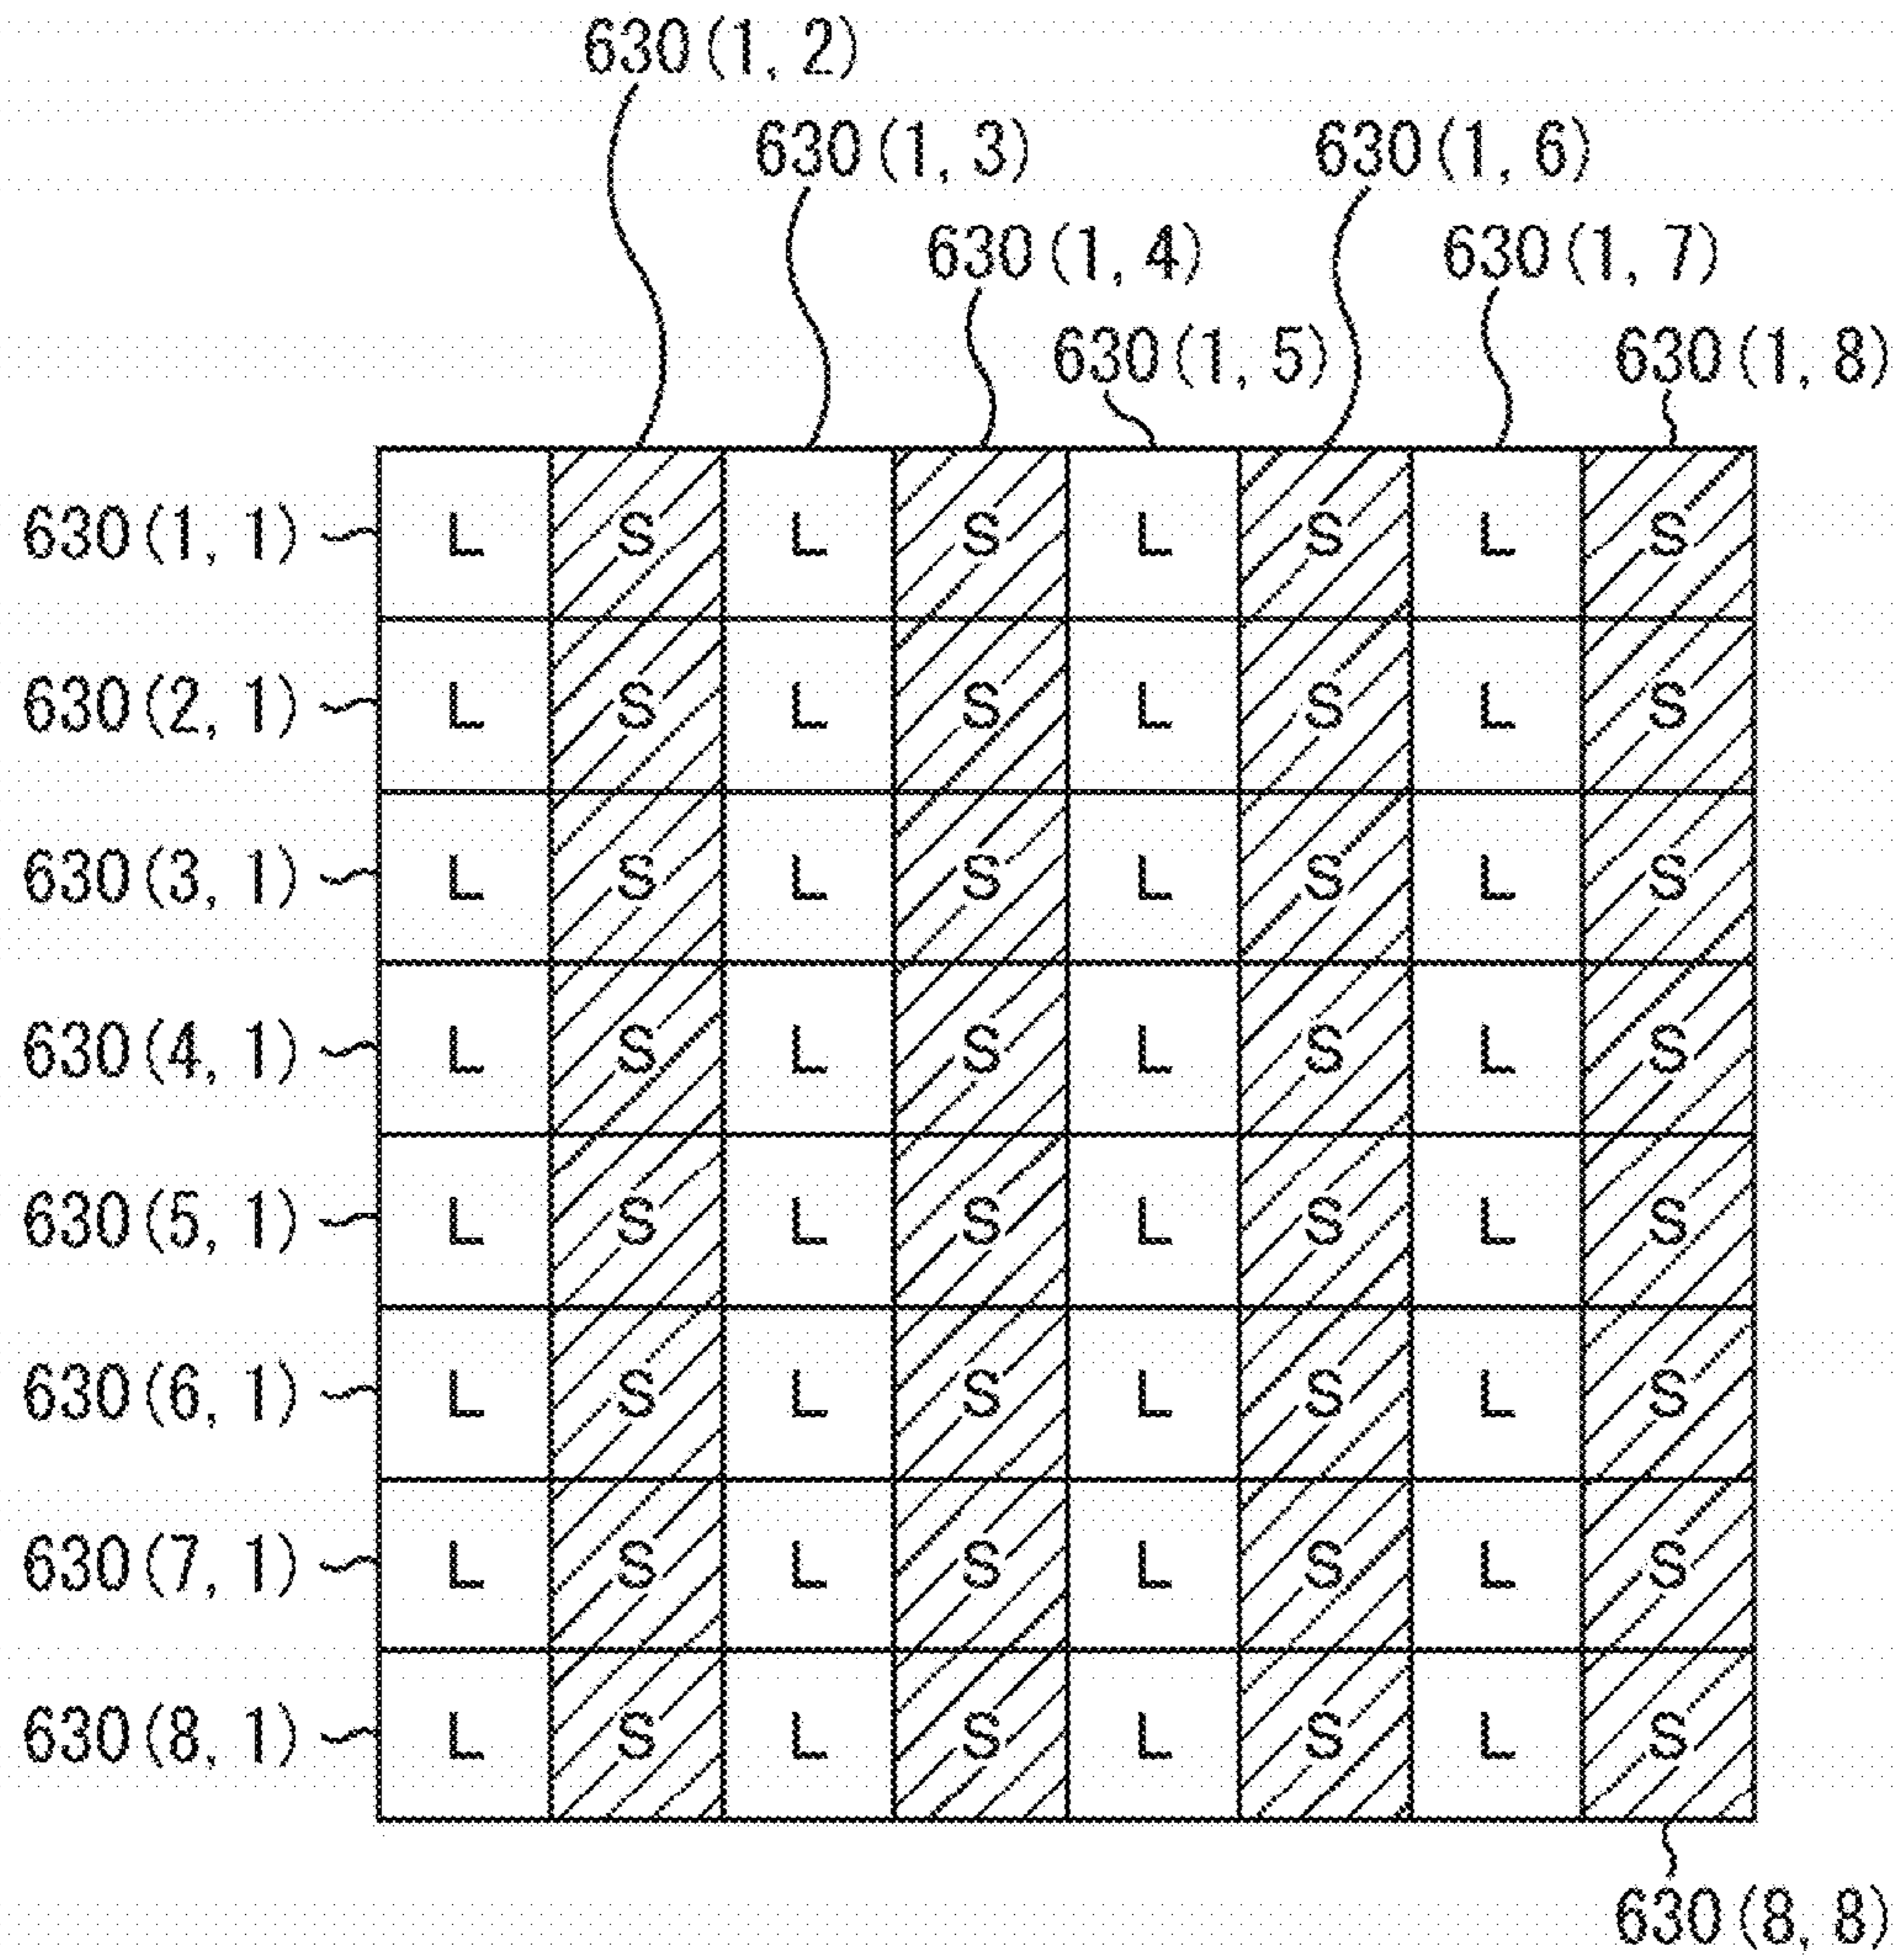 630(1, 2)
630(1, 3) 630(1, 6)
630(1, 4) 630(1, 7)
630(1, 5) 630(1, 8)
630(1, 1) L S L S L S L S
630(2, 1) L S L S L S L S
630(3, 1) L S L S L S L S
630(4, 1) L S L S L S L S
630(5, 1) L S L S L S L S
630(6, 1) L S L S L S L S
630(7, 1) L S L S L S L S
630(8, 1) L S L S L S L S
630(8, 8)